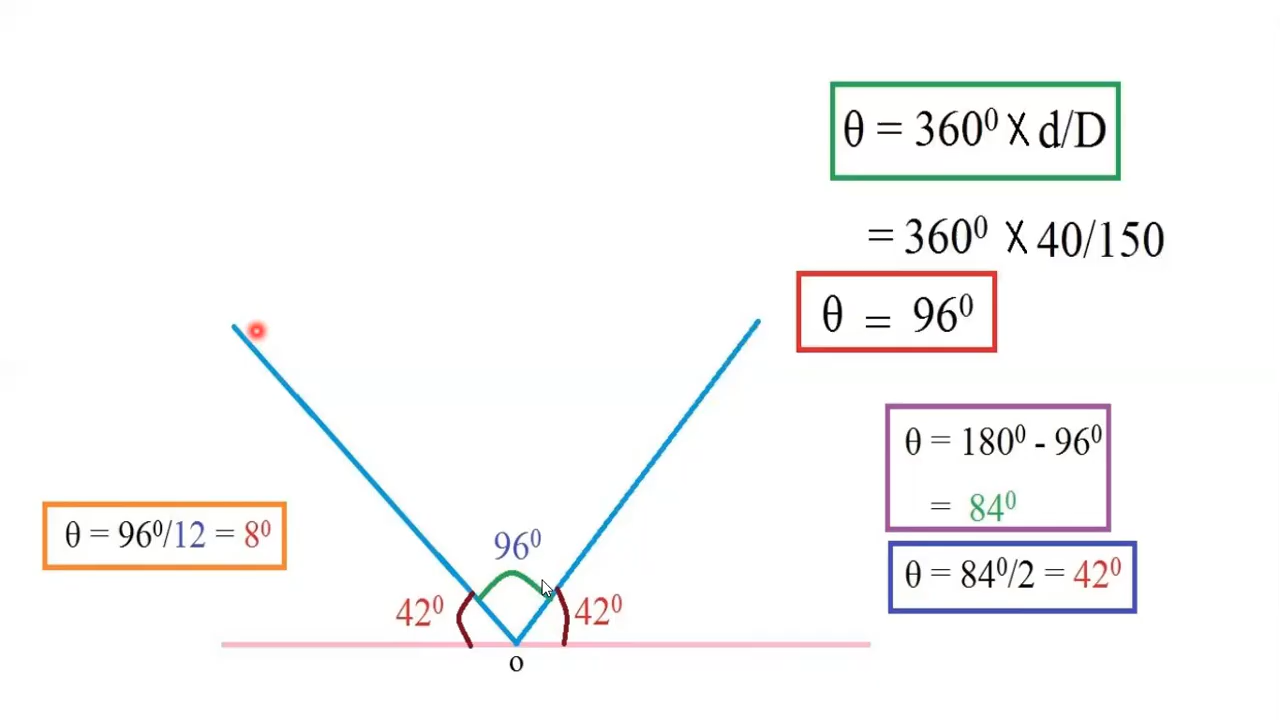 θ = 360⁰ X d/D
= 360⁰ X 40/150
θ = 96⁰
θ = 180⁰ - 96⁰
= 84⁰
θ = 84⁰/2 = 42⁰
θ = 96⁰/12 = 8⁰
96⁰
42⁰
42⁰
o